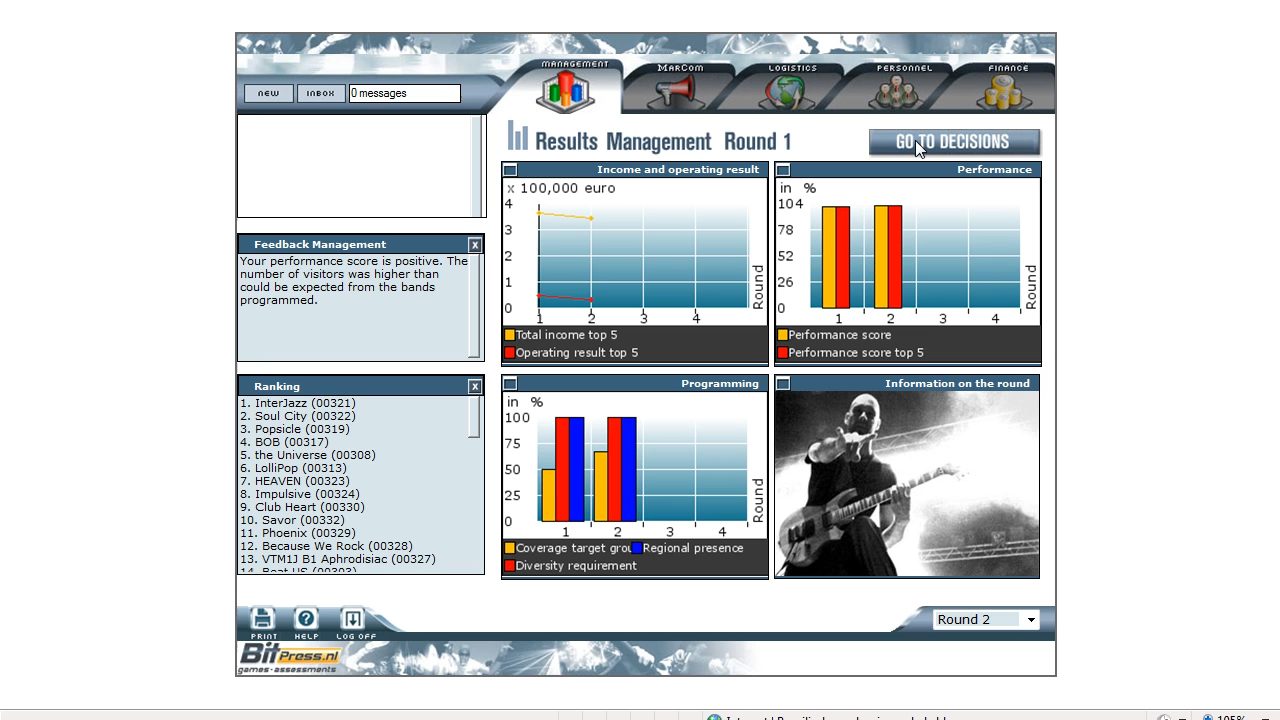 MANAGEMENT
MARCOM
LOGISTICS
PERSONNEL
FINANCE
NEW
INBOX
0 messages
Results Management Round 1
GO TO DECISIONS
Income and operating result
x 100,000 euro
4
3
2
1
0
1 2 3 4
Round
Total income top 5
Operating result top 5
Performance
in %
104
78
52
26
0
1 2 3 4
Round
Performance score
Performance score top 5
Feedback Management
X
Your performance score is positive. The
number of visitors was higher than
could be expected from the bands
programmed.
Ranking
X
1. InterJazz (00321)
2. Soul City (00322)
3. Popsicle (00319)
4. BOB (00317)
5. the Universe (00308)
6. LolliPop (00313)
7. HEAVEN (00323)
8. Impulsive (00324)
9. Club Heart (00330)
10. Savor (00332)
11. Phoenix (00329)
12. Because We Rock (00328)
13. VTM1J B1 Aphrodisiac (00327)
Programming
in %
100
75
50
25
0
1 2 3 4
Round
Coverage target grou Regional presence
Diversity requirement
Information on the round
PRINT
HELP
LOG OFF
Round 2
BitPress.nl
games-assessments
105%